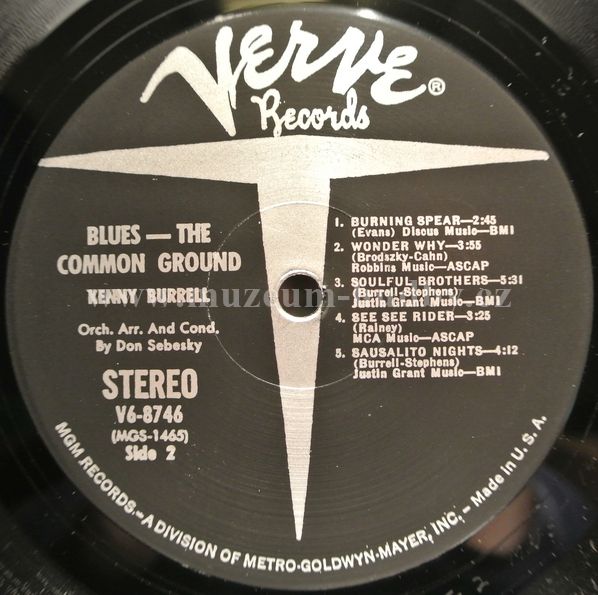 Verve®
Records
BLUES — THE
COMMON GROUND
KENNY BURRELL
Orch. Arr. And Cond.
By Don Sebesky
STEREO
V6-8746
(MGS-1465)
Side 2
1. BURNING SPEAR—2:45
(Evans) Discus Music—BMI
2. WONDER WHY—3:55
(Brodszky-Cahn)
Robbins Music—ASCAP
3. SOULFUL BROTHERS—5:31
(Burrell-Stephens)
Justin Grant Music—BMI
4. SEE SEE RIDER—3:25
(Rainey)
MCA Music—ASCAP
5. SAUSALITO NIGHTS—4:12
(Burrell-Stephens)
Justin Grant Music—BMI
MGM RECORDS—A DIVISION OF METRO-GOLDWYN-MAYER, INC.—Made in U.S.A.